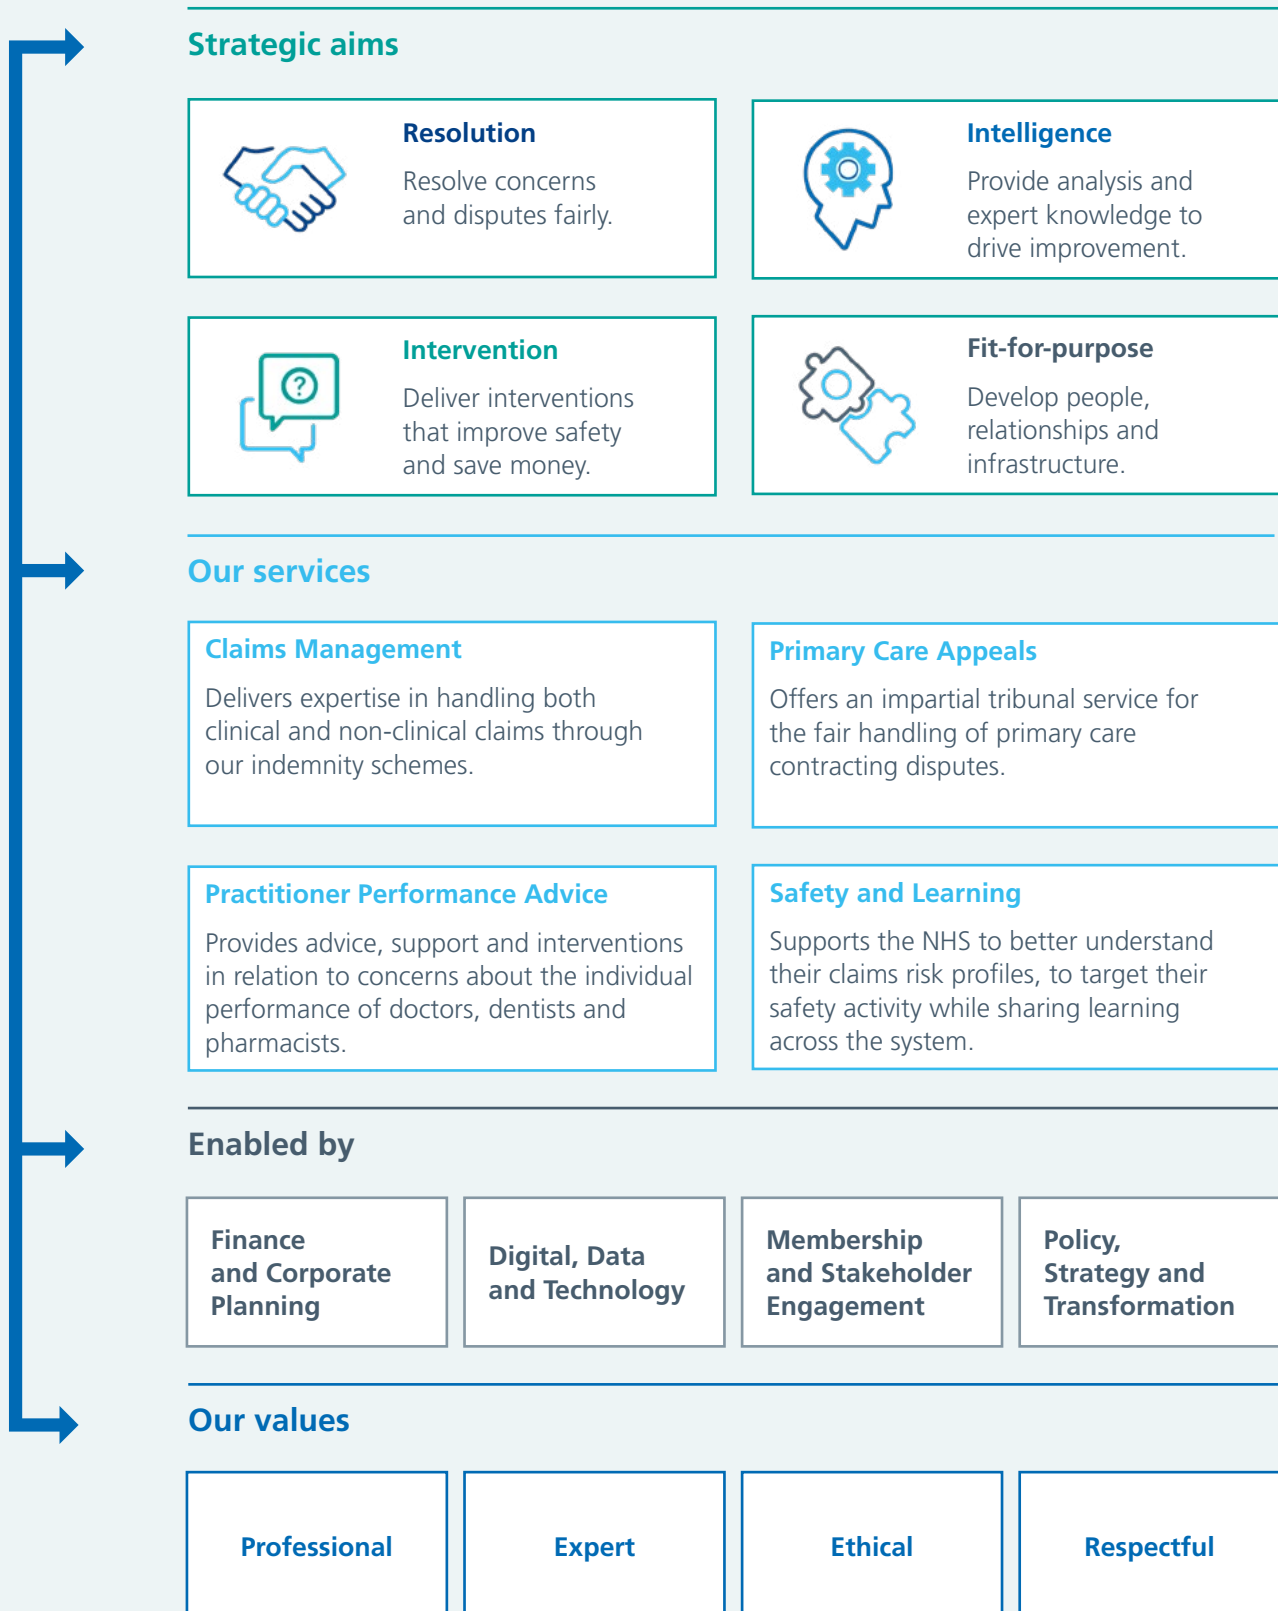 Strategic aims
Resolution
Resolve concerns
and disputes fairly.
Intelligence
Provide analysis and
expert knowledge to
drive improvement.
Intervention
Deliver interventions
that improve safety
and save money.
Fit-for-purpose
Develop people,
relationships and
infrastructure.
Our services
Claims Management
Delivers expertise in handling both
clinical and non-clinical claims through
our indemnity schemes.
Primary Care Appeals
Offers an impartial tribunal service for
the fair handling of primary care
contracting disputes.
Practitioner Performance Advice
Provides advice, support and interventions
in relation to concerns about the individual
performance of doctors, dentists and
pharmacists.
Safety and Learning
Supports the NHS to better understand
their claims risk profiles, to target their
safety activity while sharing learning
across the system.
Enabled by
Finance
and Corporate
Planning
Digital, Data
and Technology
Membership
and Stakeholder
Engagement
Policy,
Strategy and
Transformation
Our values
Professional
Expert
Ethical
Respectful